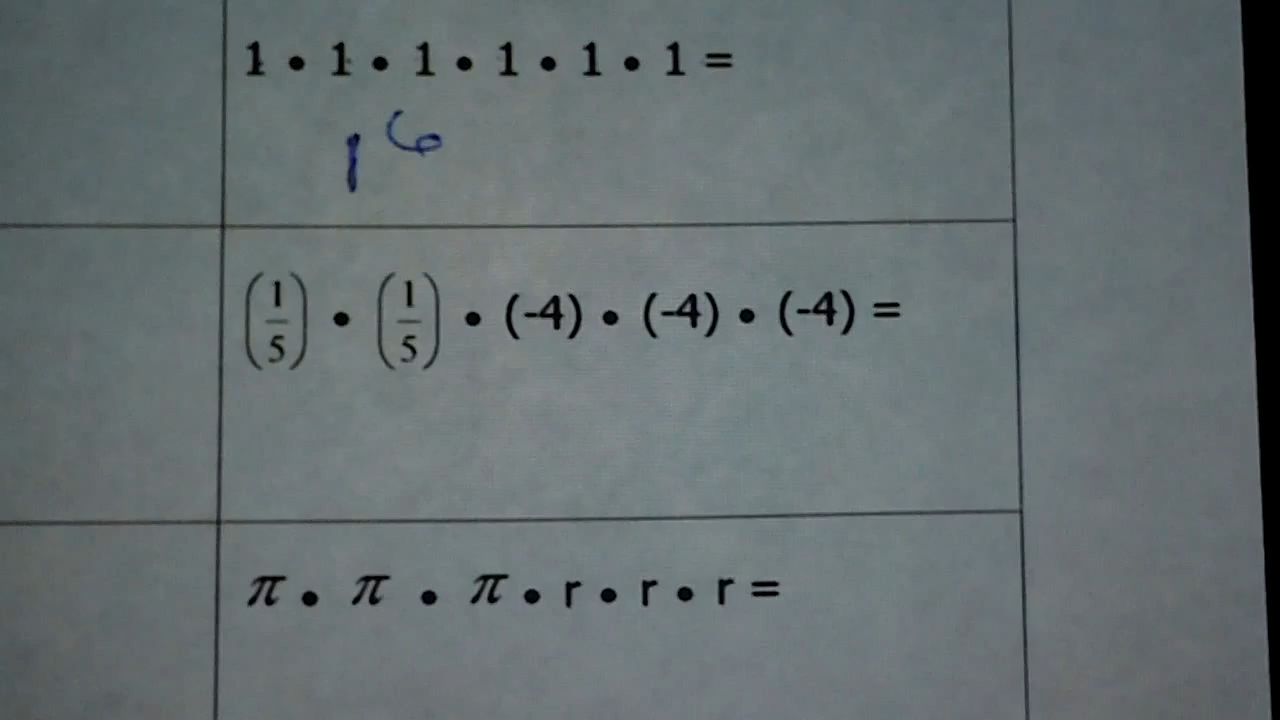 1 • 1 • 1 • 1 • 1 • 1 =
1⁶
(1/5) • (1/5) • (-4) • (-4) • (-4) =
π • π • π • r • r • r =